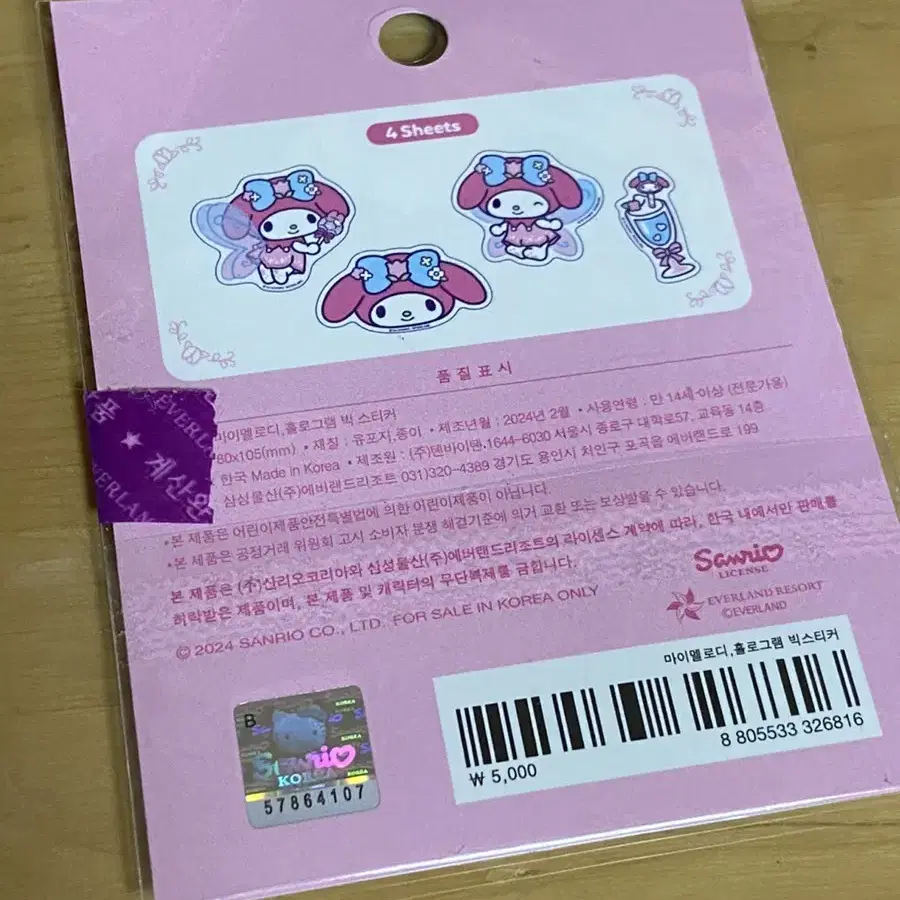 4 Sheets
품질표시
마이멜로디,홀로그램 빅 스티커
80x105(mm) • 재질 : 유포지,종이 • 제조년월 : 2024년 2월 • 사용연령 : 만 14세 이상 (전문가용)
한국 Made in Korea • 제조원 : (주)텐바이텐,1644-6030 서울시 종로구 대학로57, 교육동 14층
삼성물산(주)에버랜드리조트 031)320-4389 경기도 용인시 처인구 포곡읍 에버랜드로 199
•본 제품은 어린이제품안전특별법에 의한 어린이제품이 아닙니다.
•본 제품은 공정거래 위원회 고시 소비자 분쟁 해결기준에 의거 교환 또는 보상받을 수 있습니다.
본 제품은 (주)산리오코리아와 삼성물산(주)에버랜드리조트의 라이센스 계약에 따라, 한국 내에서만 판매를
허락받은 제품이며, 본 제품 및 캐릭터의 무단복제를 금합니다.
© 2024 SANRIO CO., LTD. FOR SALE IN KOREA ONLY
Sanrio
LICENSE
EVERLAND RESORT
©EVERLAND
품 ★ 계산완
EVERLAND
EVERLAN
마이멜로디,홀로그램 빅스티커
8 805533 326816
₩ 5,000
B
KOREA
Sanrio
KOREA
57864107